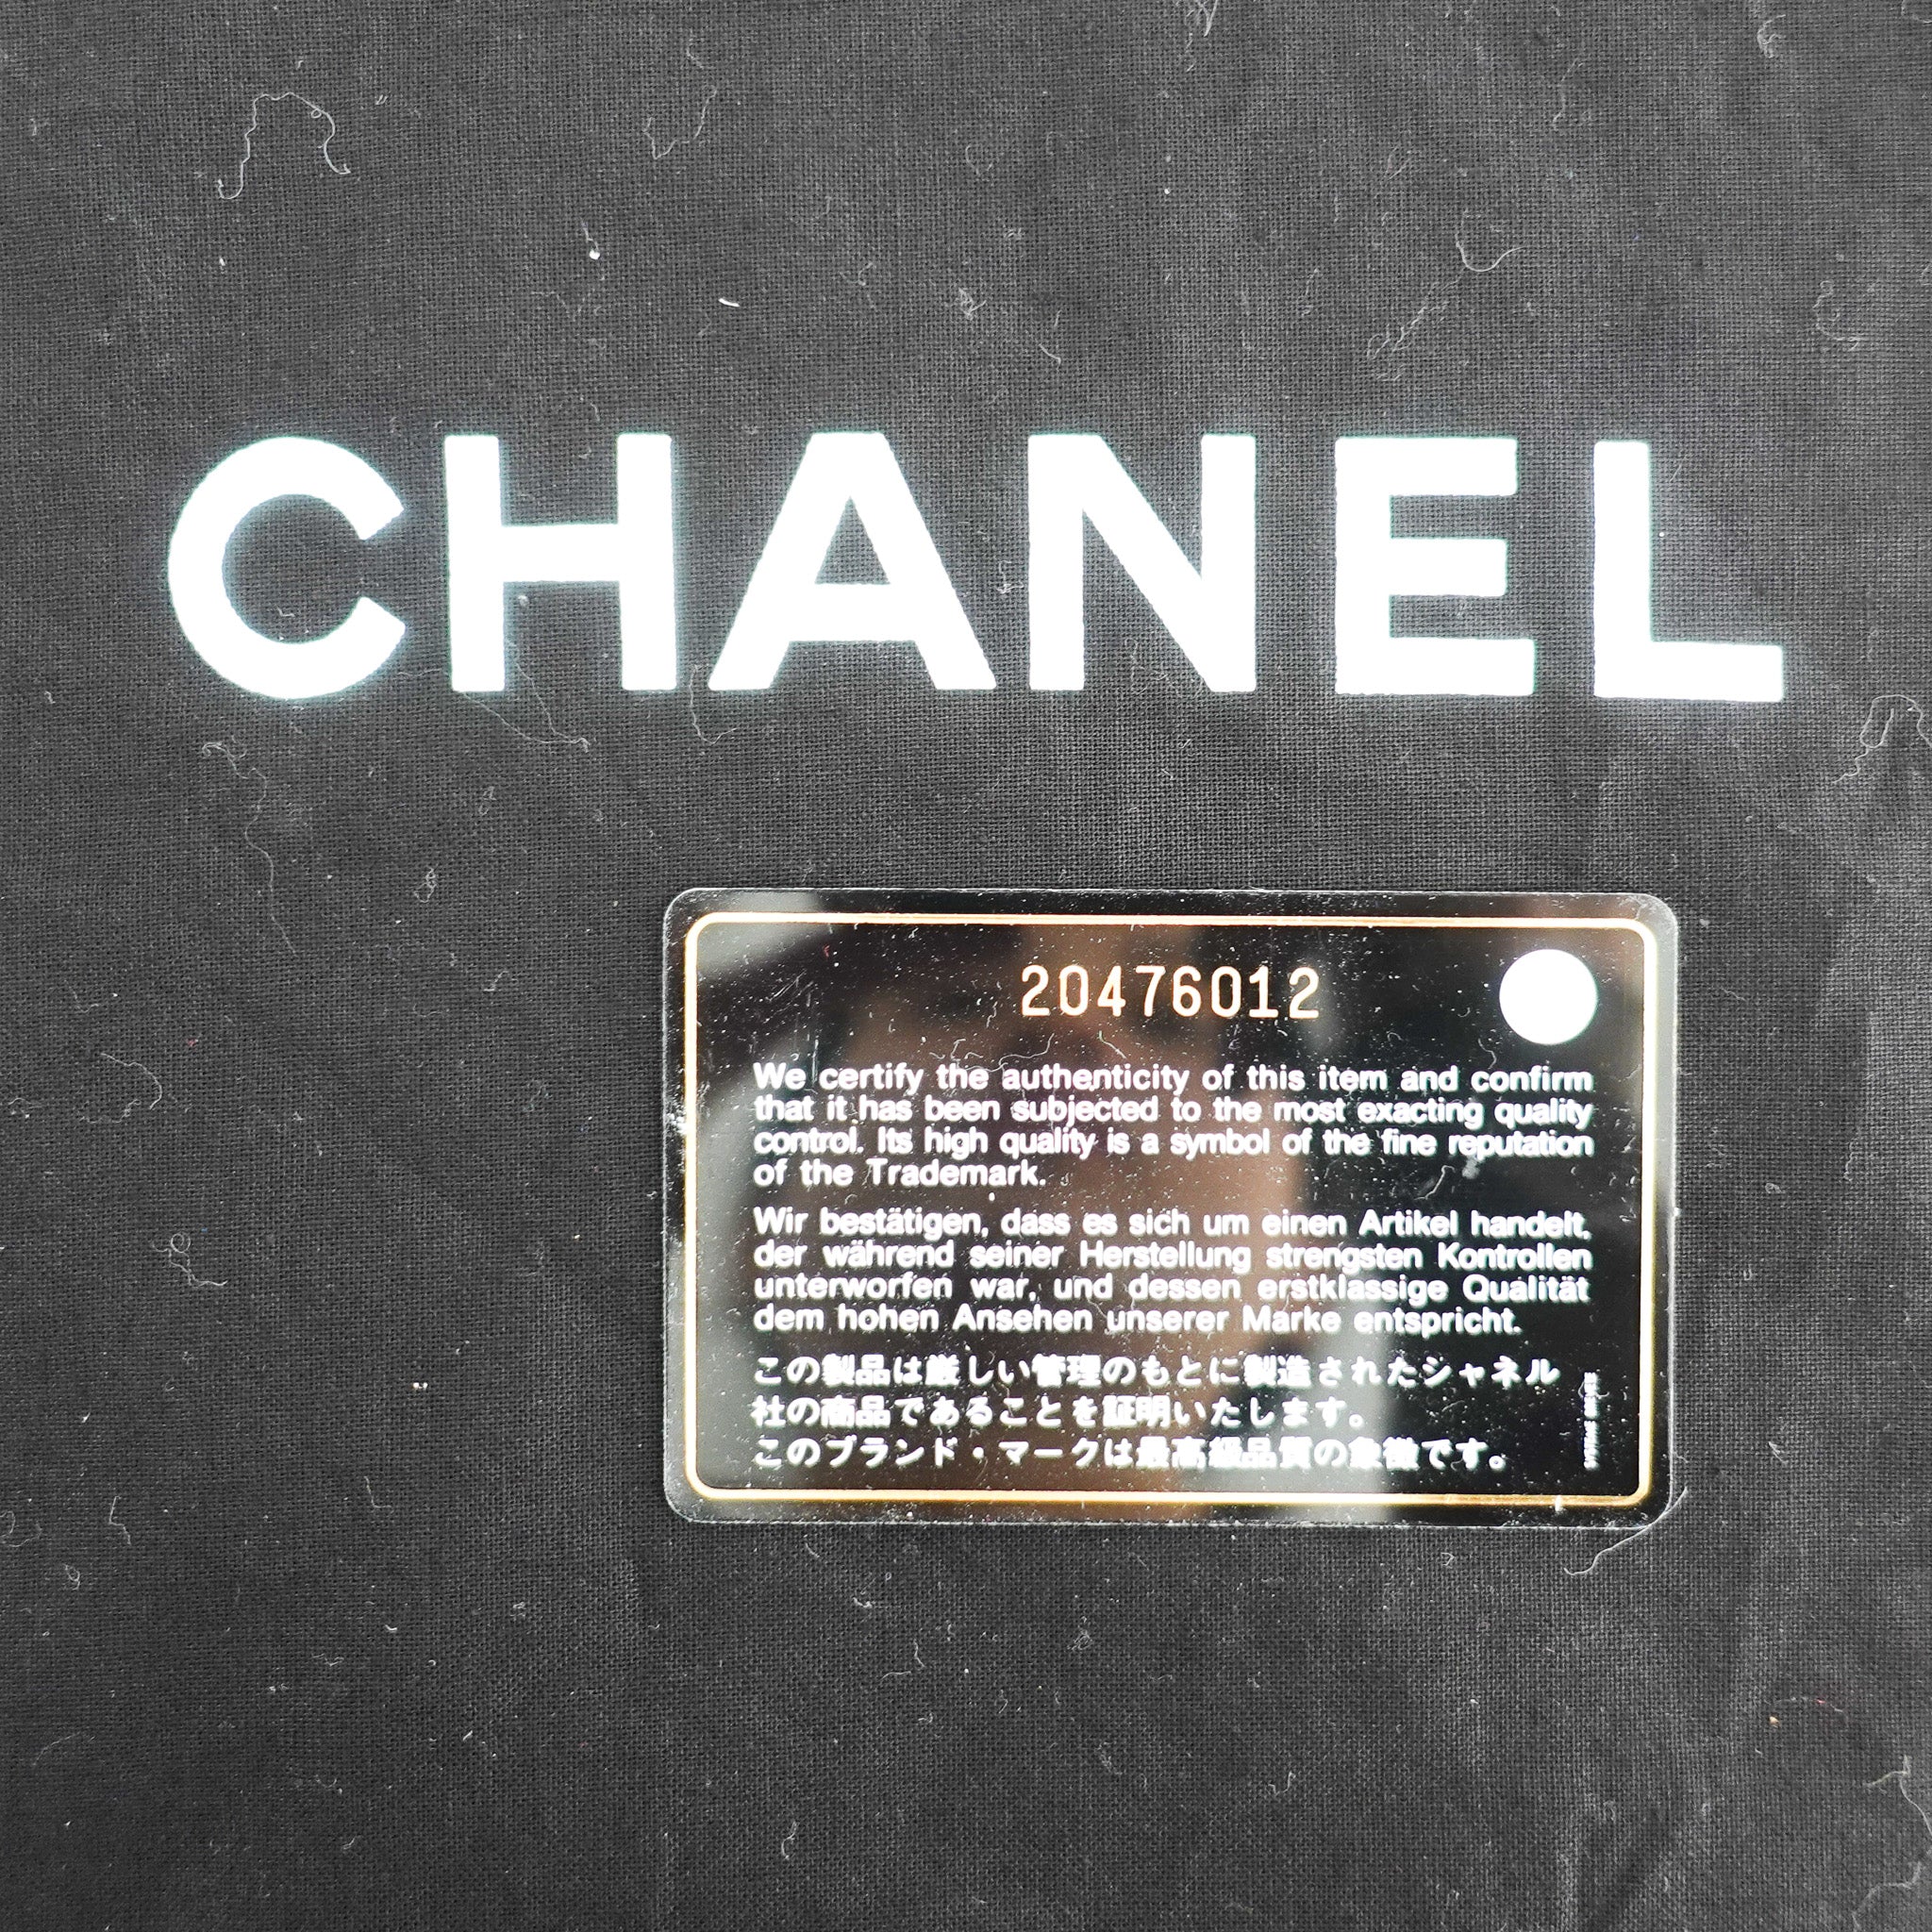 CHANEL
20476012
We certify the authenticity of this item and confirm
that it has been subjected to the most exacting quality
control. Its high quality is a symbol of the fine reputation
of the Trademark.
Wir bestätigen, dass es sich um einen Artikel handelt,
der während seiner Herstellung strengsten Kontrollen
unterworfen war, und dessen erstklassige Qualität
dem hohen Ansehen unserer Marke entspricht.
この製品は厳しい管理のもとに製造されたシャネル
社の商品であることを証明いたします。
このブランド・マークは最高級品質の象徴です。